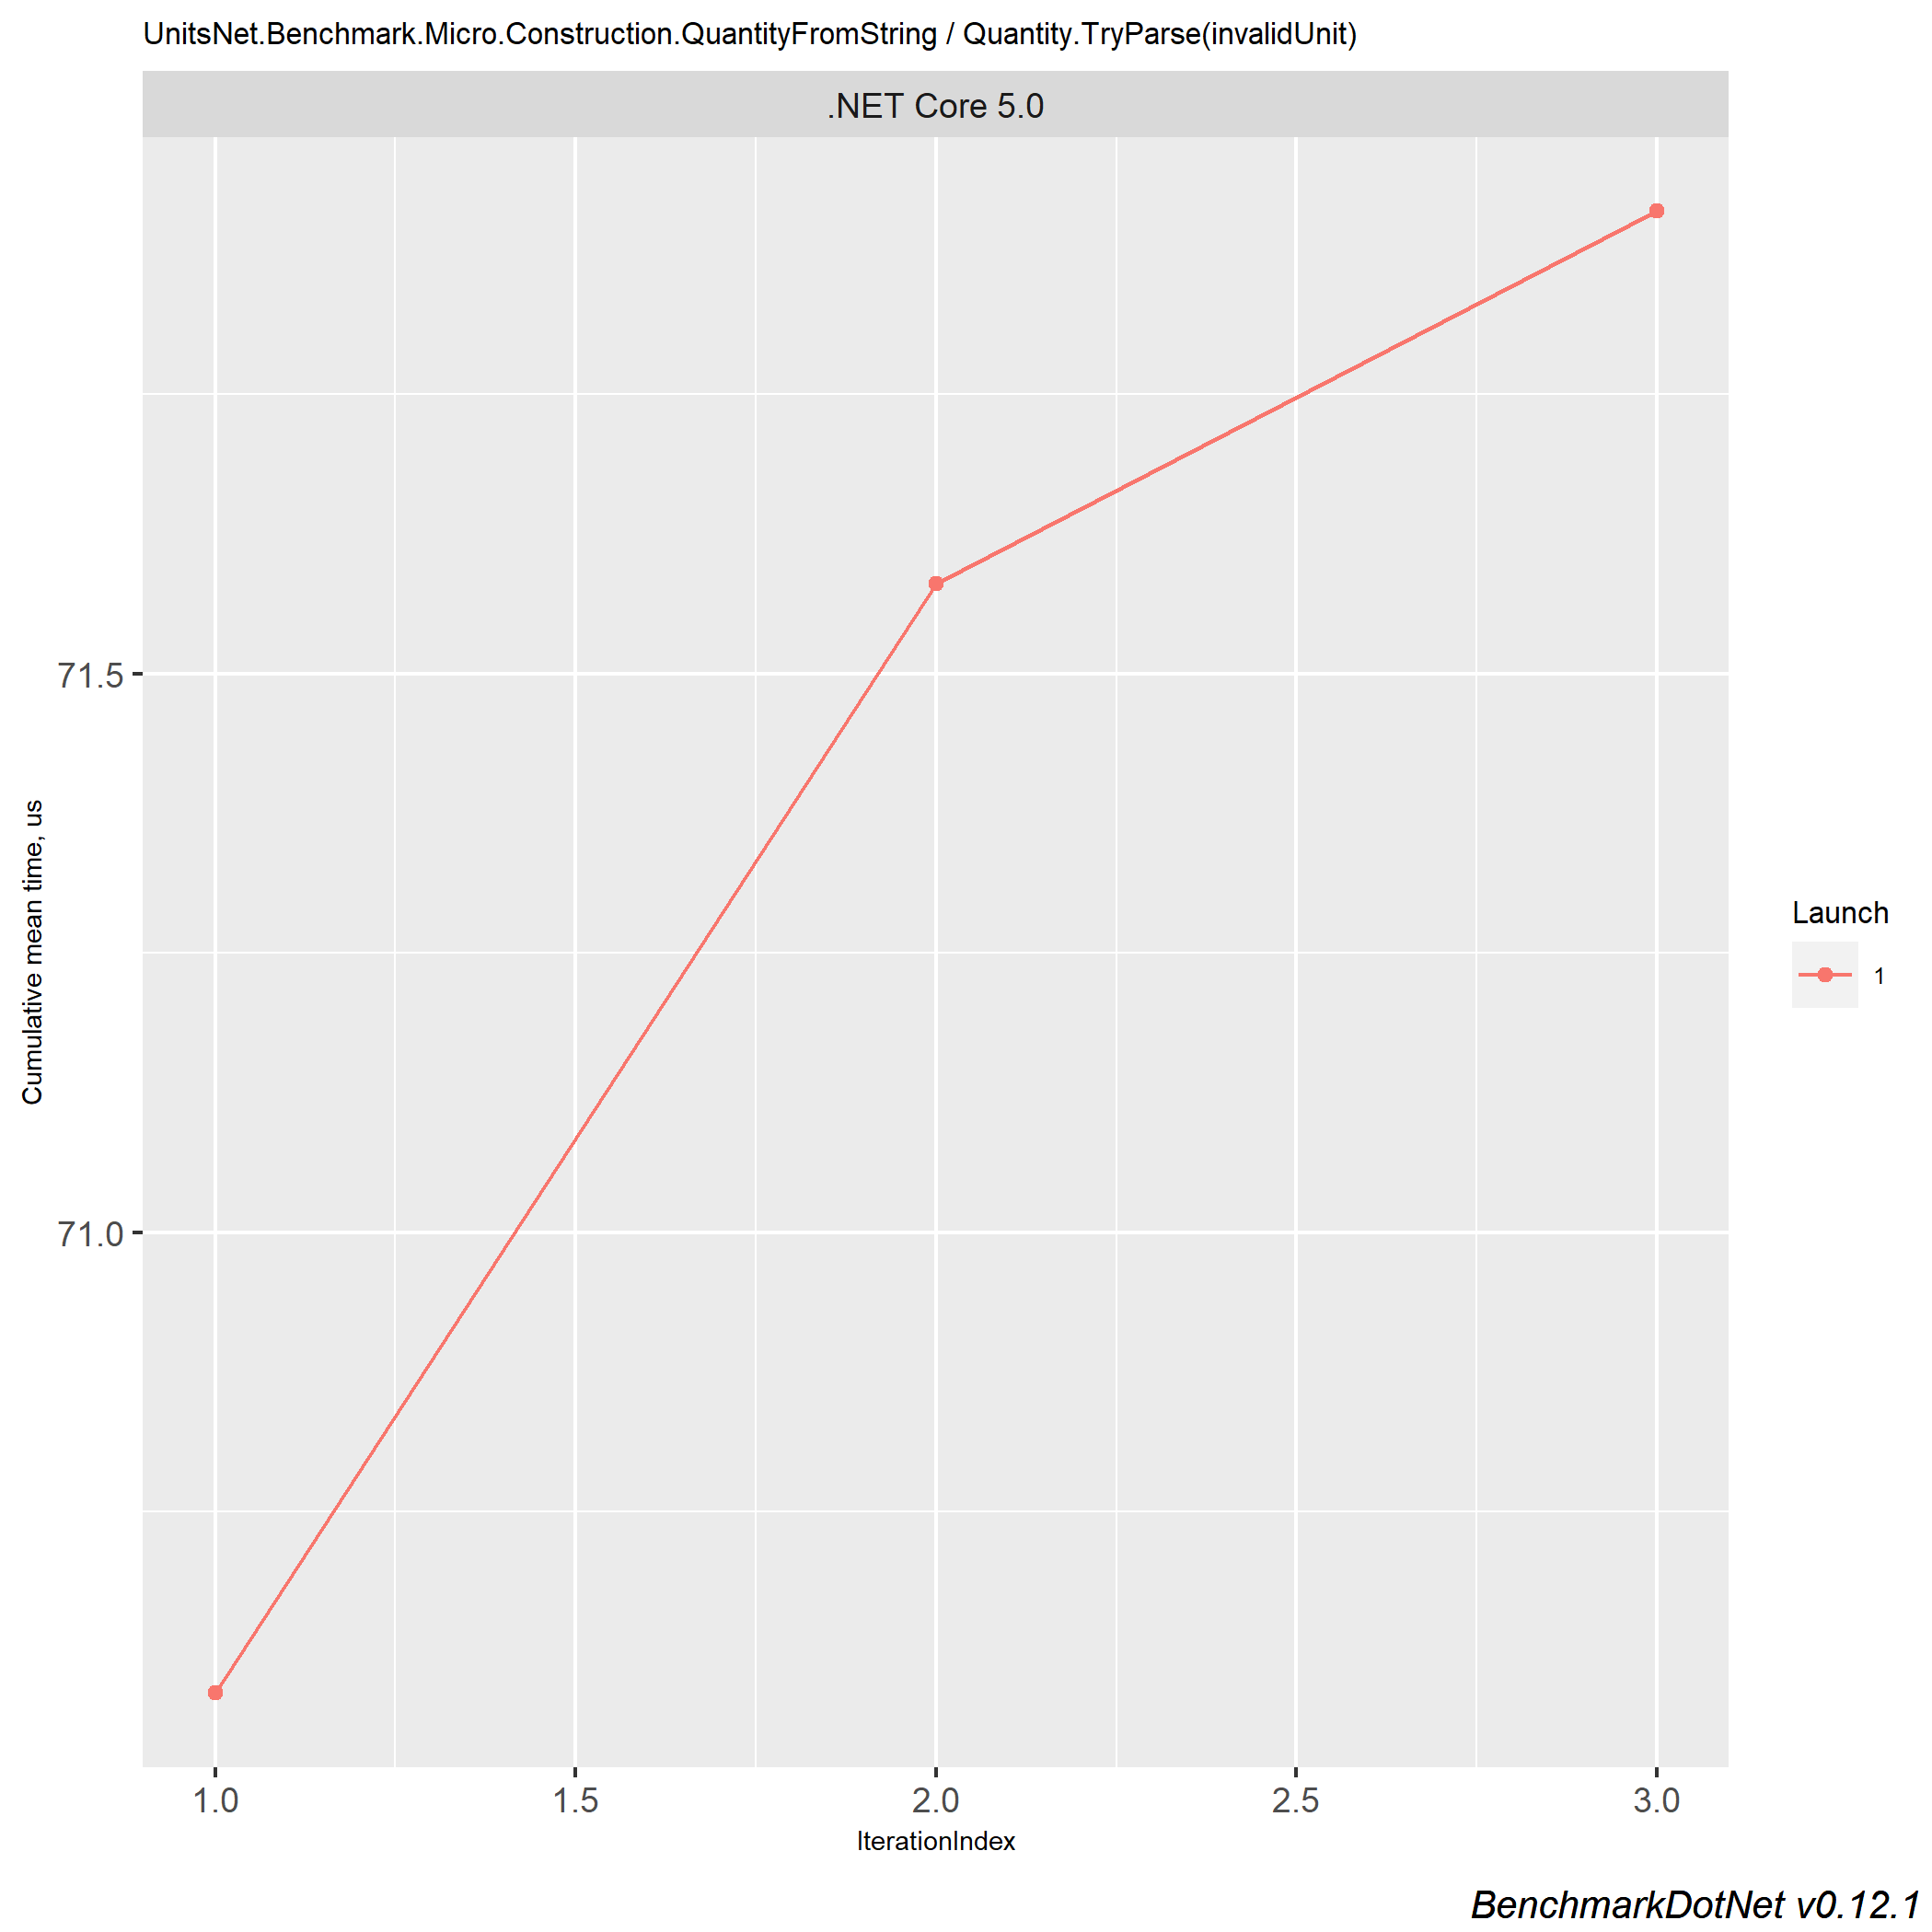 UnitsNet.Benchmark.Micro.Construction.QuantityFromString / Quantity.TryParse(invalidUnit)
.NET Core 5.0
71.5
71.0
Cumulative mean time, us
Launch
1
1.0 1.5 2.0 2.5 3.0
IterationIndex
BenchmarkDotNet v0.12.1